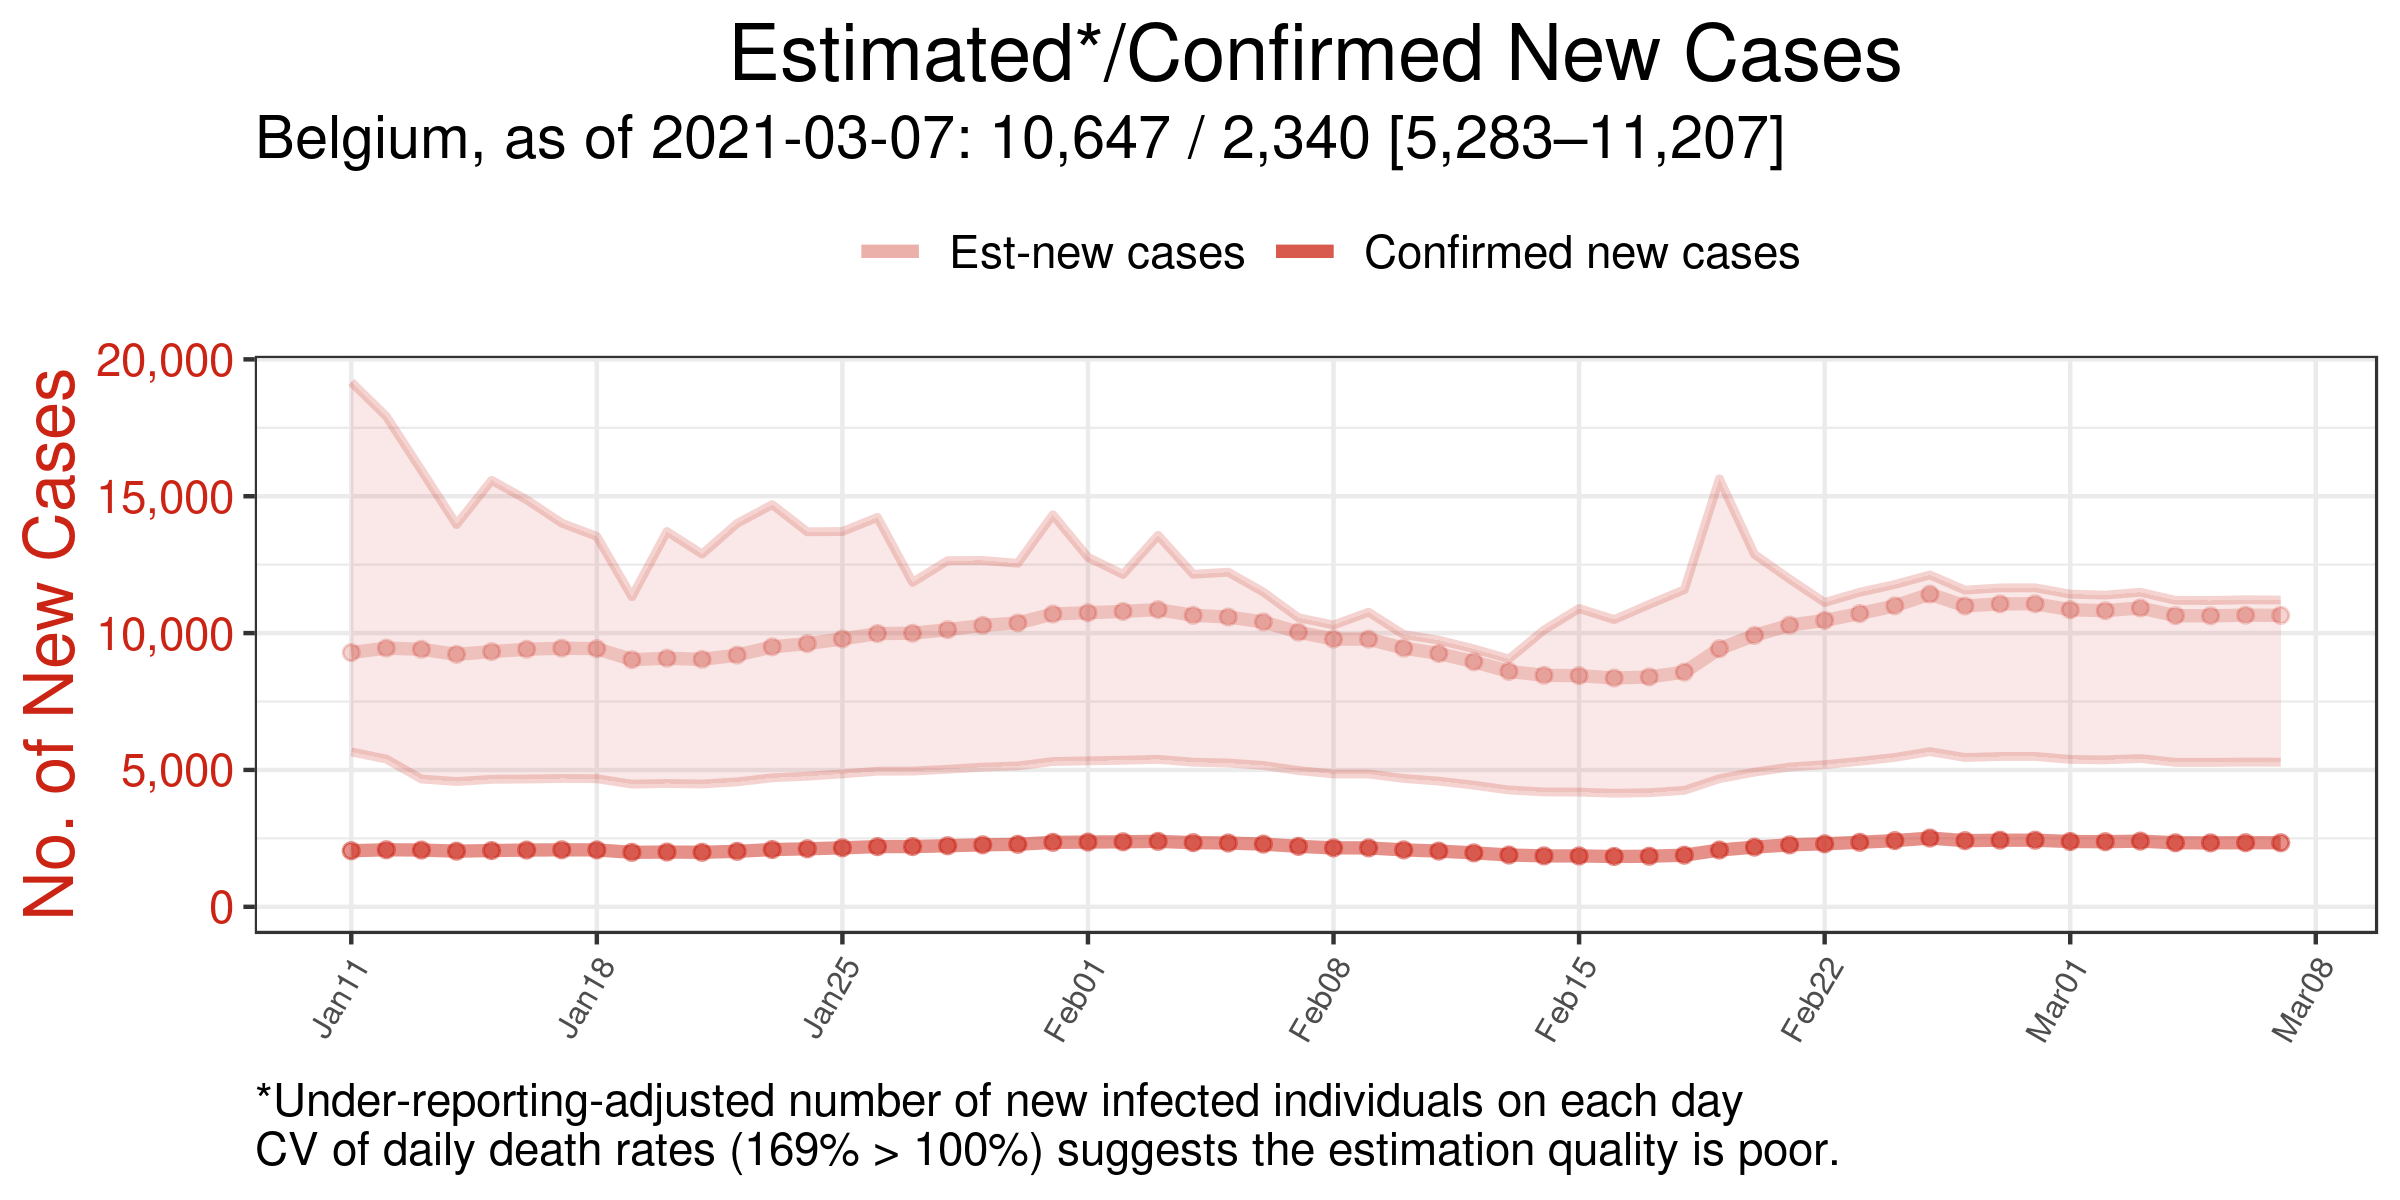 Estimated*/Confirmed New Cases
Belgium, as of 2021-03-07: 10,647 / 2,340 [5,283–11,207]
Est-new cases
Confirmed new cases
No. of New Cases
20,000
15,000
10,000
5,000
0
Jan11
Jan18
Jan25
Feb01
Feb08
Feb15
Feb22
Mar01
Mar08
*Under-reporting-adjusted number of new infected individuals on each day
CV of daily death rates (169% > 100%) suggests the estimation quality is poor.